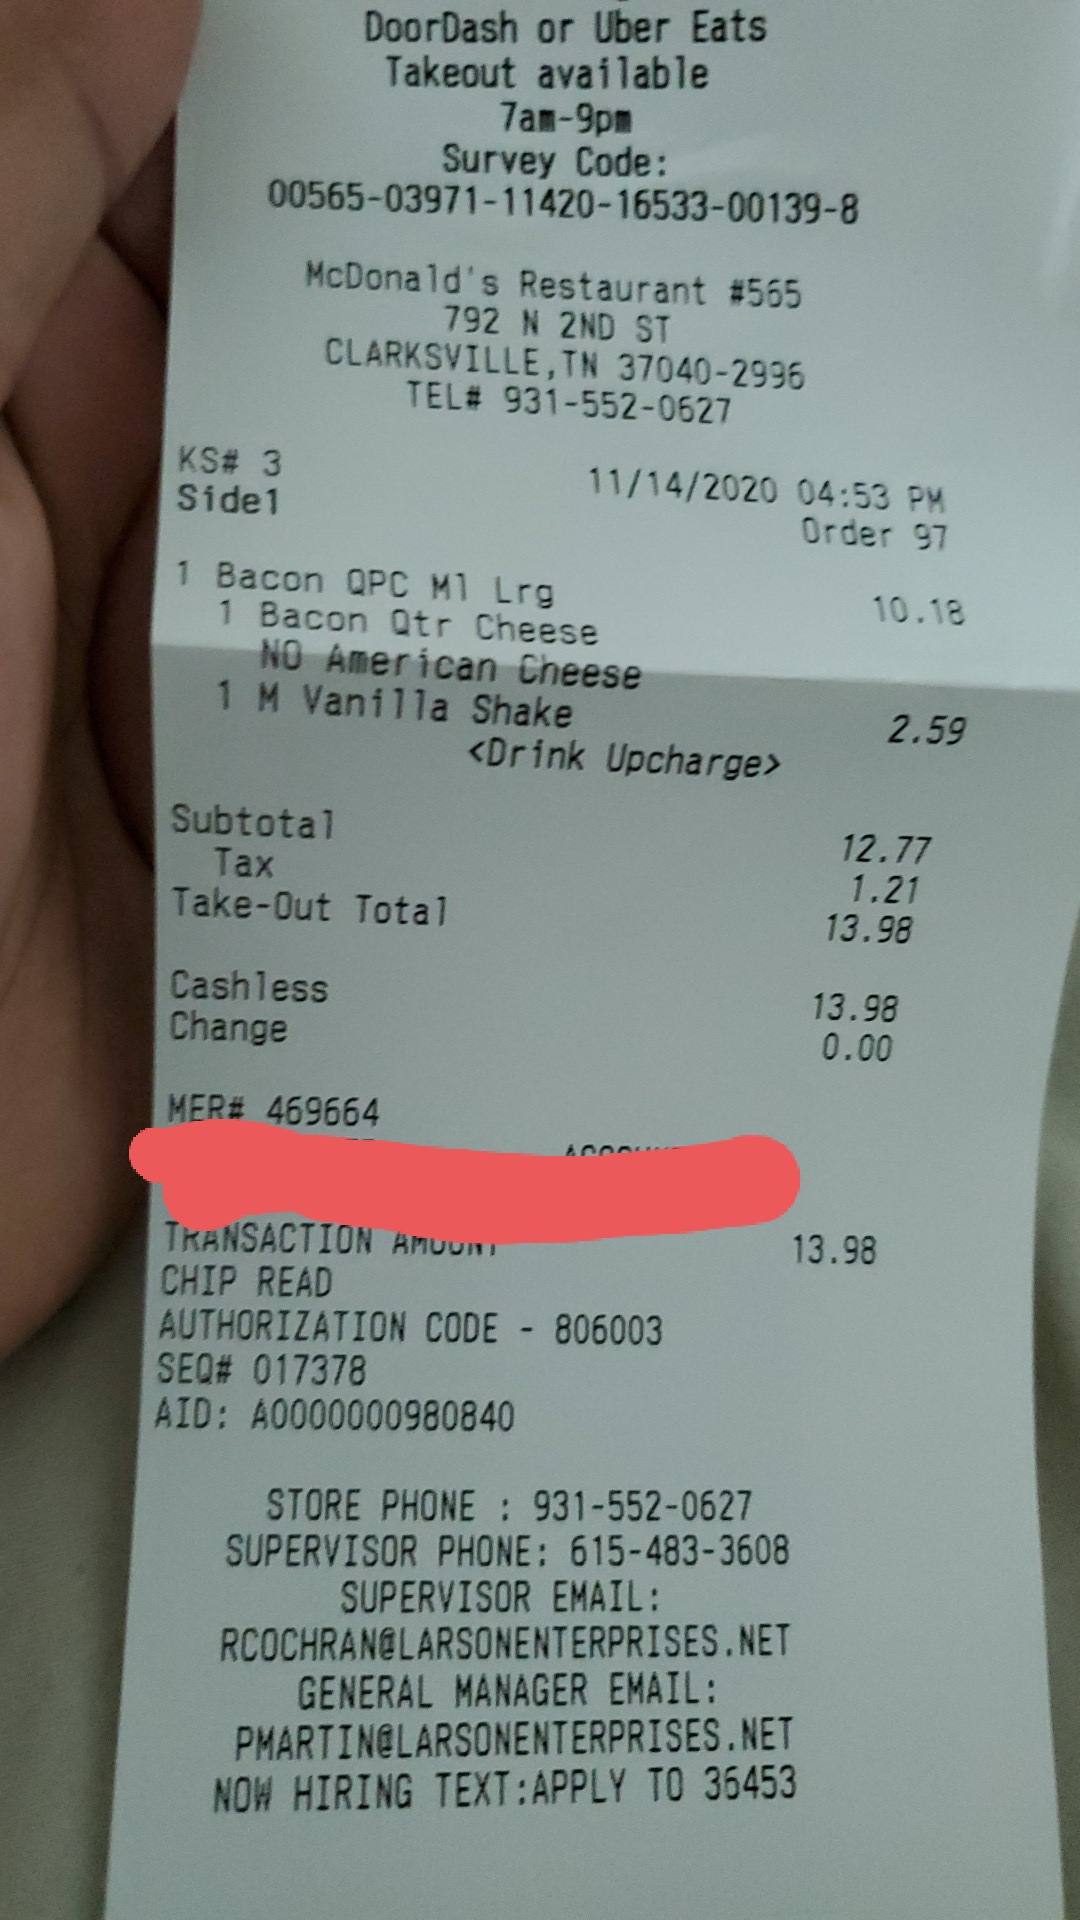 DoorDash or Uber Eats
Takeout available
7am-9pm
Survey Code:
00565-03971-11420-16533-00139-8
McDonald's Restaurant #565
792 N 2ND ST
CLARKSVILLE,TN 37040-2996
TEL# 931-552-0627
KS# 3 11/14/2020 04:53 PM
Side1 Order 97
1 Bacon QPC Ml Lrg 10.18
1 Bacon Qtr Cheese
NO American Cheese
1 M Vanilla Shake 2.59
<Drink Upcharge>
Subtotal 12.77
Tax 1.21
Take-Out Total 13.98
Cashless 13.98
Change 0.00
MER# 469664
TRANSACTION AMOUNT 13.98
CHIP READ
AUTHORIZATION CODE - 806003
SEQ# 017378
AID: A0000000980840
STORE PHONE : 931-552-0627
SUPERVISOR PHONE: 615-483-3608
SUPERVISOR EMAIL:
RCOCHRAN@LARSONENTERPRISES.NET
GENERAL MANAGER EMAIL:
PMARTIN@LARSONENTERPRISES.NET
NOW HIRING TEXT:APPLY TO 36453